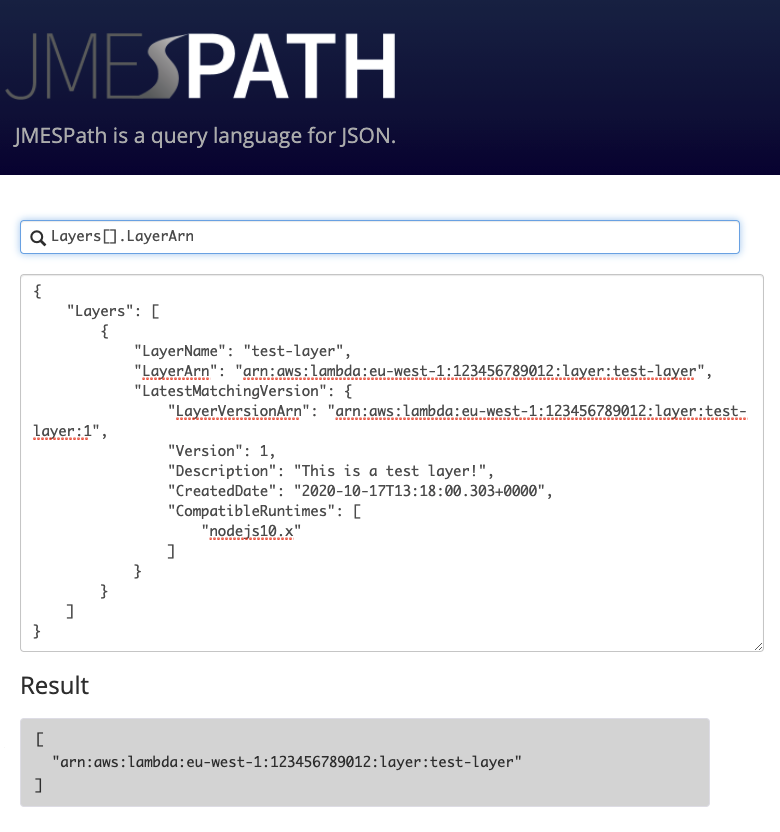 JMESPATH
JMESPath is a query language for JSON.
Layers[].LayerArn
{
    "Layers": [
        {
            "LayerName": "test-layer",
            "LayerArn": "arn:aws:lambda:eu-west-1:123456789012:layer:test-layer",
            "LatestMatchingVersion": {
                "LayerVersionArn": "arn:aws:lambda:eu-west-1:123456789012:layer:test-
layer:1",
                "Version": 1,
                "Description": "This is a test layer!",
                "CreatedDate": "2020-10-17T13:18:00.303+0000",
                "CompatibleRuntimes": [
                    "nodejs10.x"
                ]
            }
        }
    ]
}
Result
[
  "arn:aws:lambda:eu-west-1:123456789012:layer:test-layer"
]